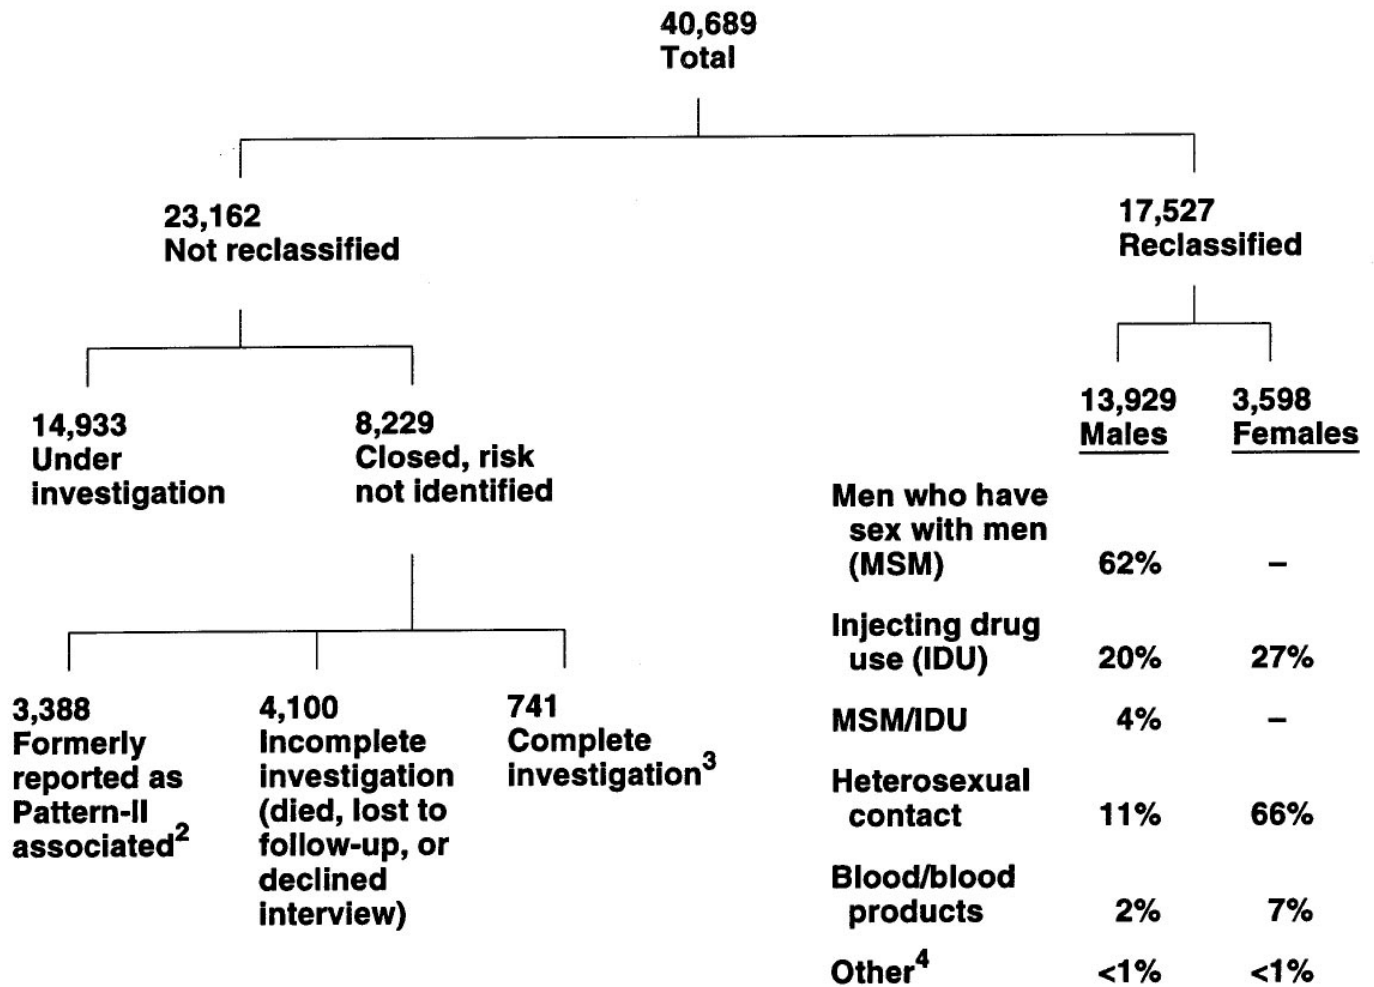 40,689
Total
23,162
Not reclassified
17,527
Reclassified
14,933
Under
investigation
8,229
Closed, risk
not identified
13,929
Males
3,598
Females
3,388
Formerly
reported as
Pattern-II
associated2
4,100
Incomplete
investigation
(died, lost to
follow-up, or
declined
interview)
741
Complete
investigation3
Men who have
sex with men
(MSM) 62% –
Injecting drug
use (IDU) 20% 27%
MSM/IDU 4% –
Heterosexual
contact 11% 66%
Blood/blood
products 2% 7%
Other4 <1% <1%